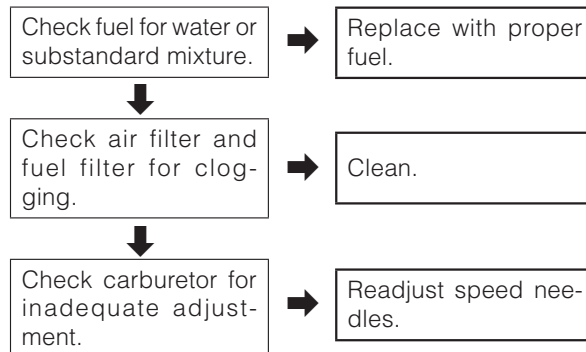 Check fuel for water or
substandard mixture.
Replace with proper
fuel.
Check air filter and
fuel filter for clog-
ging.
Clean.
Check carburetor for
inadequate adjust-
ment.
Readjust speed nee-
dles.